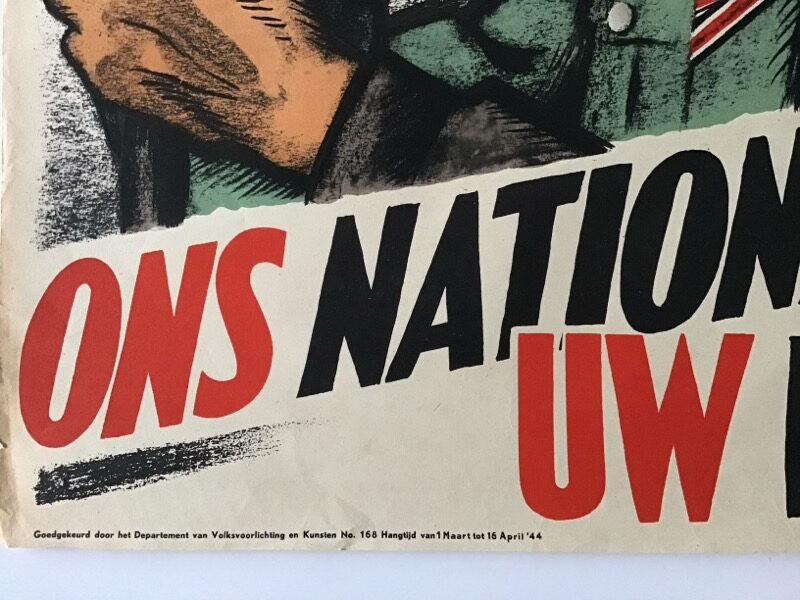 ONS NATION
UW
Goedgekeurd door het Departement van Volksvoorlichting en Kunsten No. 168 Hangtijd van 1 Maart tot 16 April '44